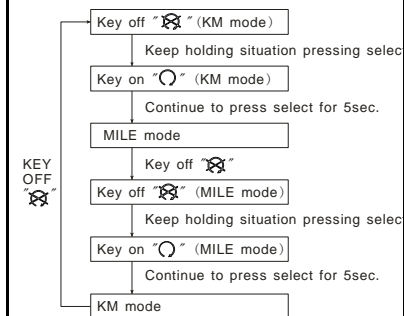 Key off " " (KM mode)
Keep holding situation pressing selec
Key on " " (KM mode)
Continue to press select for 5sec.
MILE mode
KEY
OFF
" "
Key off " "
Key off " " (MILE mode)
Keep holding situation pressing selec
Key on " " (MILE mode)
Continue to press select for 5sec.
KM mode